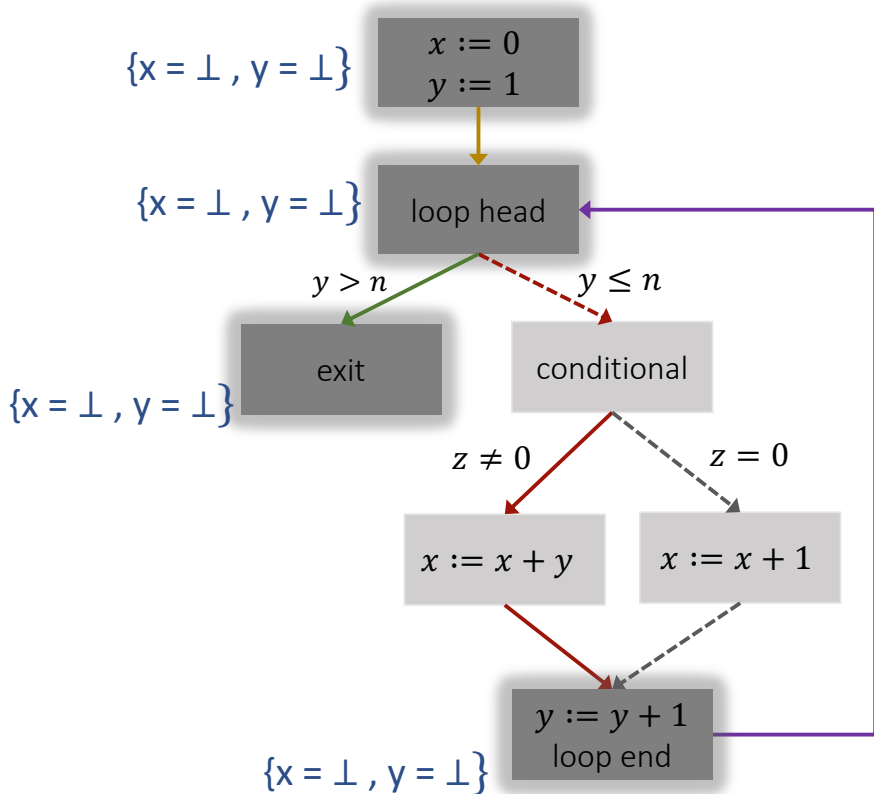 x := 0
{x = ⊥ , y = ⊥}
y := 1
{x = ⊥ , y = ⊥}
loop head
y > n
y ≤ n
exit
conditional
{x = ⊥ , y = ⊥}
z ≠ 0
z = 0
x := x + y
x := x + 1
y := y + 1
loop end
{x = ⊥ , y = ⊥}